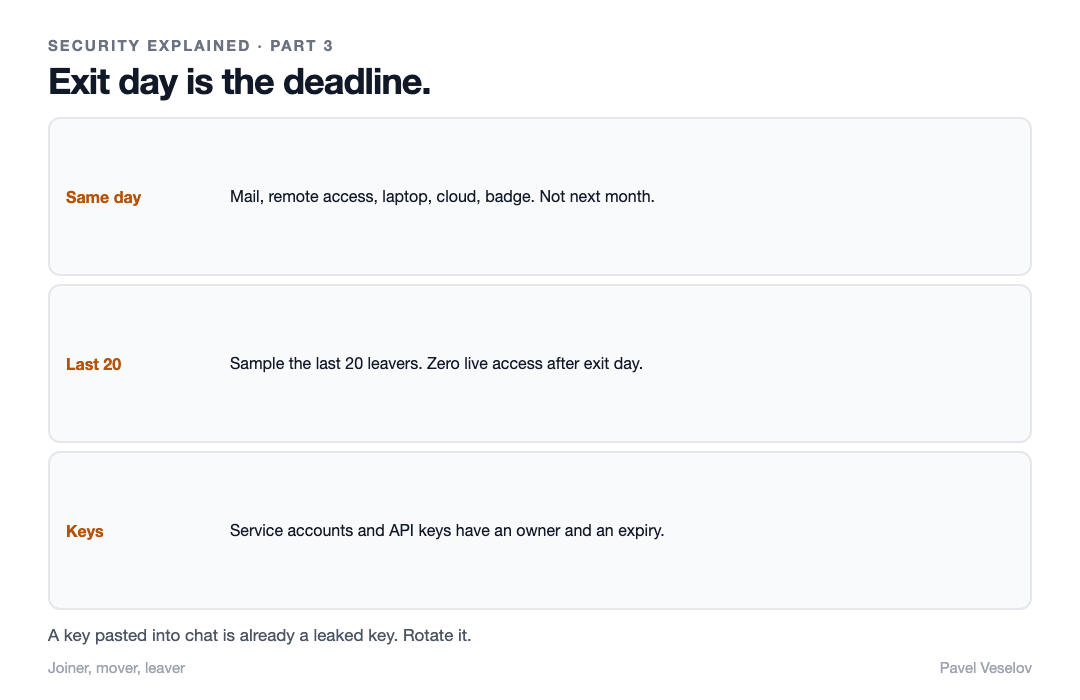 SECURITY EXPLAINED · PART 3
Exit day is the deadline.
Same day
Mail, remote access, laptop, cloud, badge. Not next month.
Last 20
Sample the last 20 leavers. Zero live access after exit day.
Keys
Service accounts and API keys have an owner and an expiry.
A key pasted into chat is already a leaked key. Rotate it.
Joiner, mover, leaver
Pavel Veselov